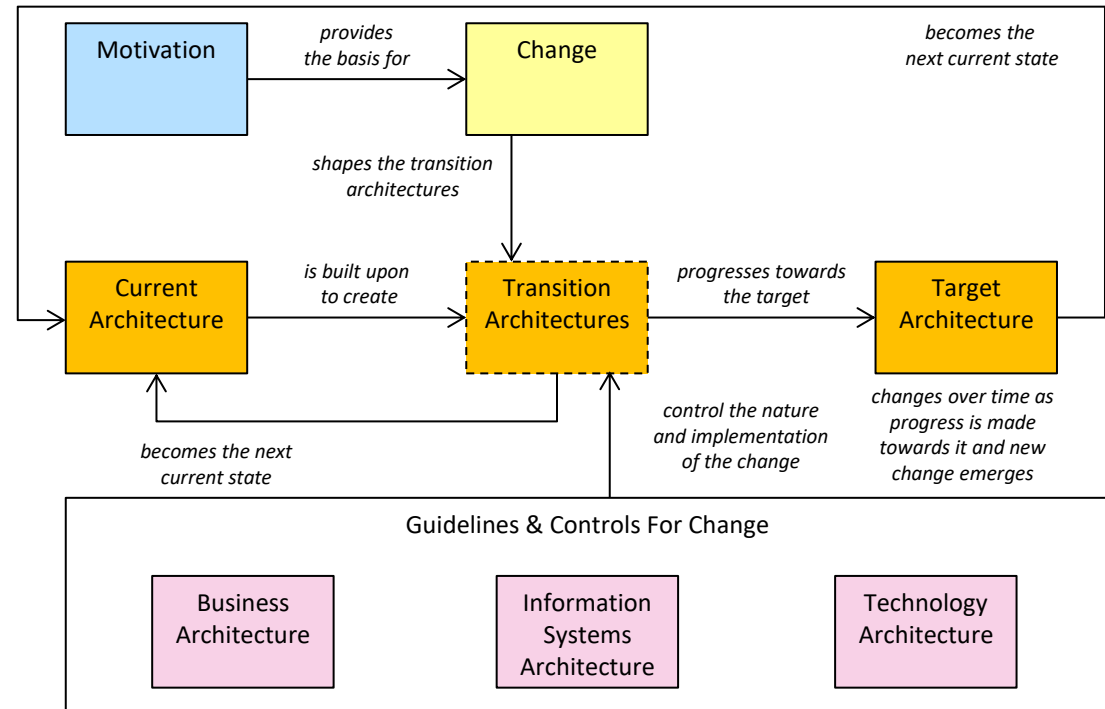 Motivation
provides
the basis for
Change
becomes the
next current state
shapes the transition
architectures
Current
Architecture
is built upon
to create
Transition
Architectures
progresses towards
the target
Target
Architecture
becomes the next
current state
control the nature
and implementation
of the change
changes over time as
progress is made
towards it and new
change emerges
Guidelines & Controls For Change
Business
Architecture
Information
Systems
Architecture
Technology
Architecture